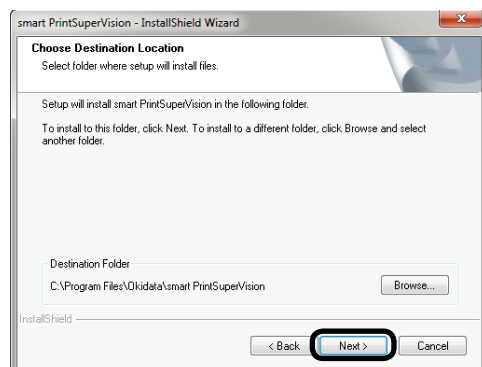 smart PrintSuperVision - InstallShield Wizard
Choose Destination Location
Select folder where setup will install files.
Setup will install smart PrintSuperVision in the following folder.
To install to this folder, click Next. To install to a different folder, click Browse and select
another folder.
Destination Folder
C:\Program Files\Okidata\smart PrintSuperVision
Browse...
InstallShield
< Back
Next >
Cancel